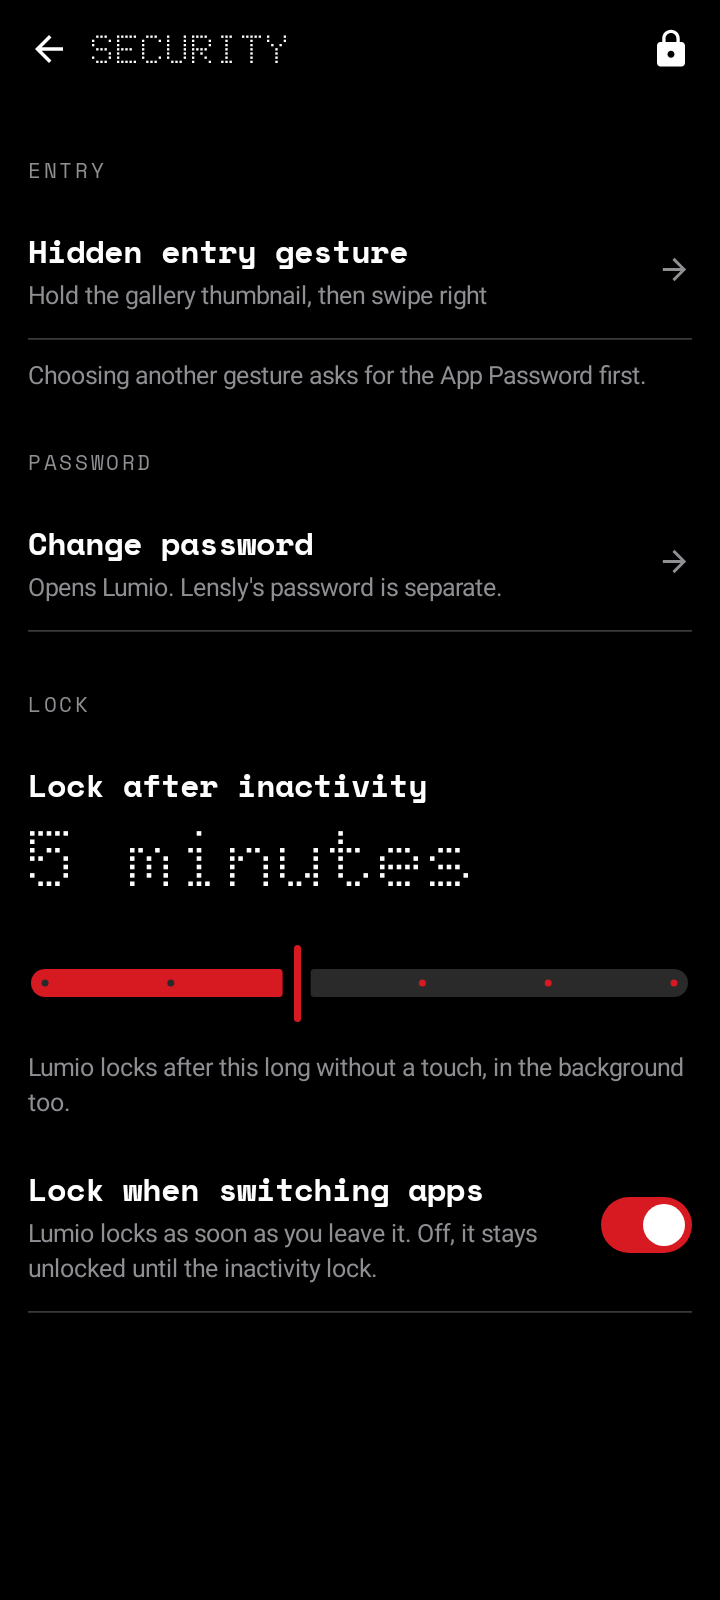 SECURITY
ENTRY
Hidden entry gesture
Hold the gallery thumbnail, then swipe right
Choosing another gesture asks for the App Password first.
PASSWORD
Change password
Opens Lumio. Lensly's password is separate.
LOCK
Lock after inactivity
5 minutes
Lumio locks after this long without a touch, in the background
too.
Lock when switching apps
Lumio locks as soon as you leave it. Off, it stays
unlocked until the inactivity lock.